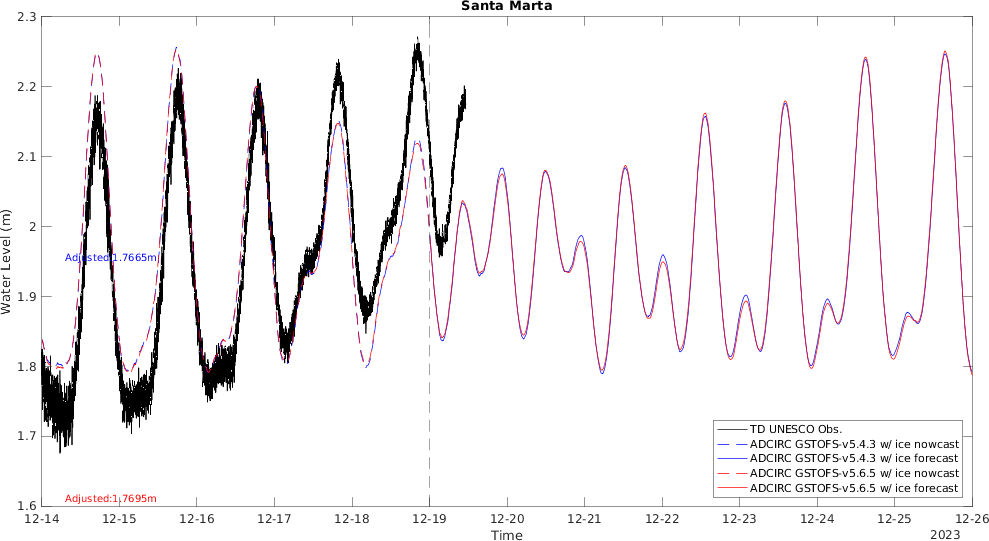 Santa Marta
2.3
2.2
2.1
2
1.9
1.8
1.7
1.6
Water Level (m)
Adjusted:1.7665m
Adjusted:1.7695m
TD UNESCO Obs.
ADCIRC GSTOFS-v5.4.3 w/ ice nowcast
ADCIRC GSTOFS-v5.4.3 w/ ice forecast
ADCIRC GSTOFS-v5.6.5 w/ ice nowcast
ADCIRC GSTOFS-v5.6.5 w/ ice forecast
12-14 12-15 12-16 12-17 12-18 12-19 12-20 12-21 12-22 12-23 12-24 12-25 12-26
Time
2023